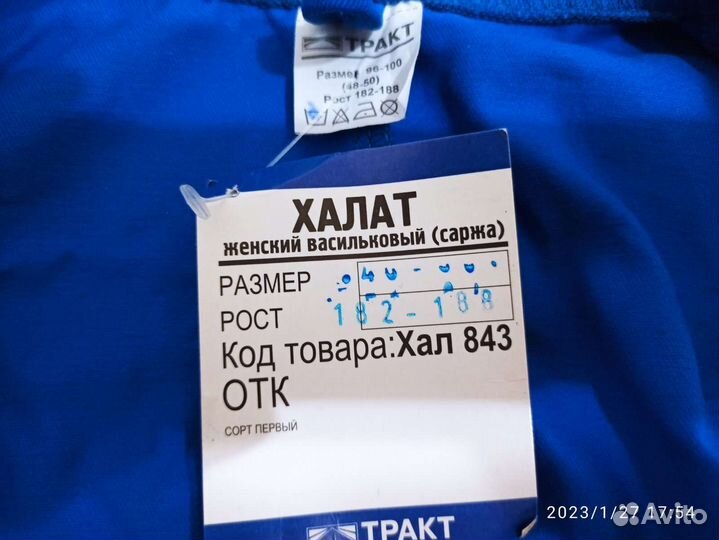 ТРАКТ
Размер 96-100
(48-50)
Рост 182-188
ХАЛАТ
женский васильковый (саржа)
РАЗМЕР
РОСТ 182-188
Код товара:Хал 843
ОТК
СОРТ ПЕРВЫЙ
ТРАКТ
2023/1/27 17:54
Avito